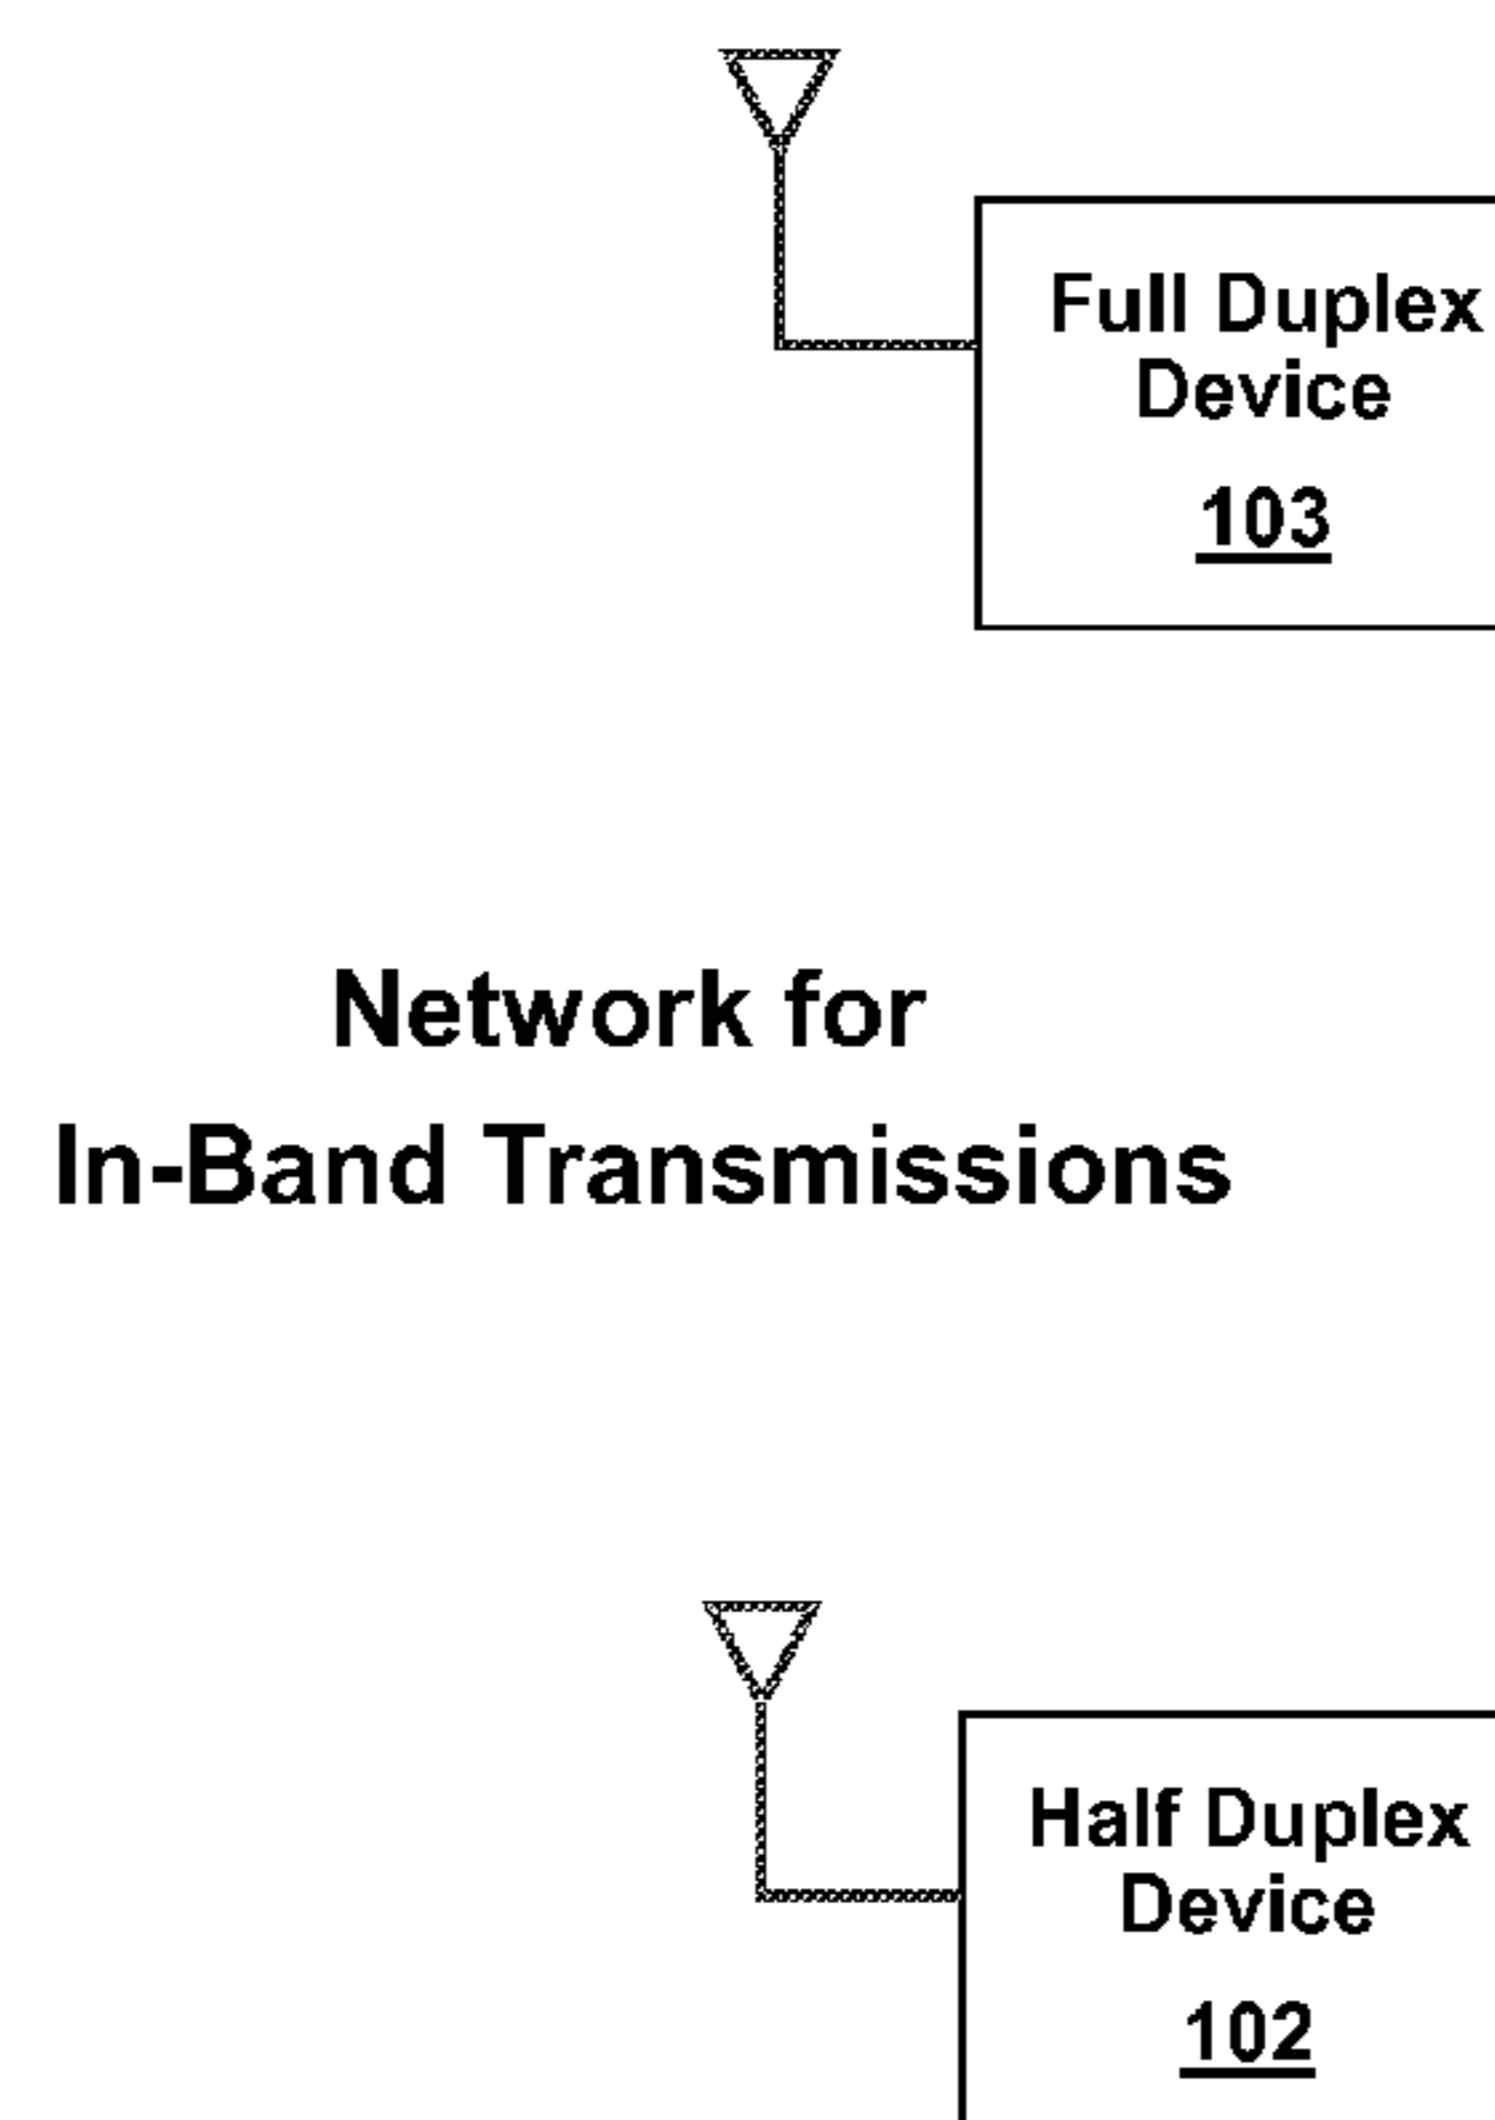 Full Duplex
Device
103
Network for
In-Band Transmissions
Half Duplex
Device
102